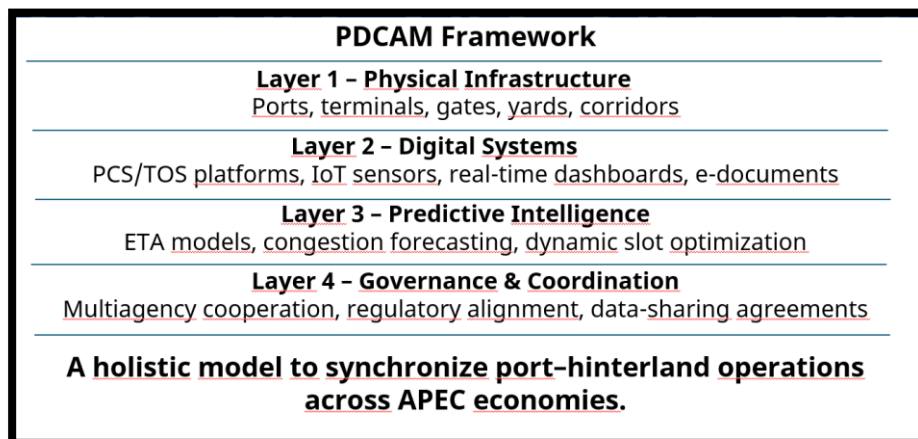 PDCAM Framework
Layer 1 – Physical Infrastructure
Ports, terminals, gates, yards, corridors
Layer 2 – Digital Systems
PCS/TOS platforms, IoT sensors, real-time dashboards, e-documents
Layer 3 – Predictive Intelligence
ETA models, congestion forecasting, dynamic slot optimization
Layer 4 – Governance & Coordination
Multiagency cooperation, regulatory alignment, data-sharing agreements
A holistic model to synchronize port–hinterland operations
across APEC economies.